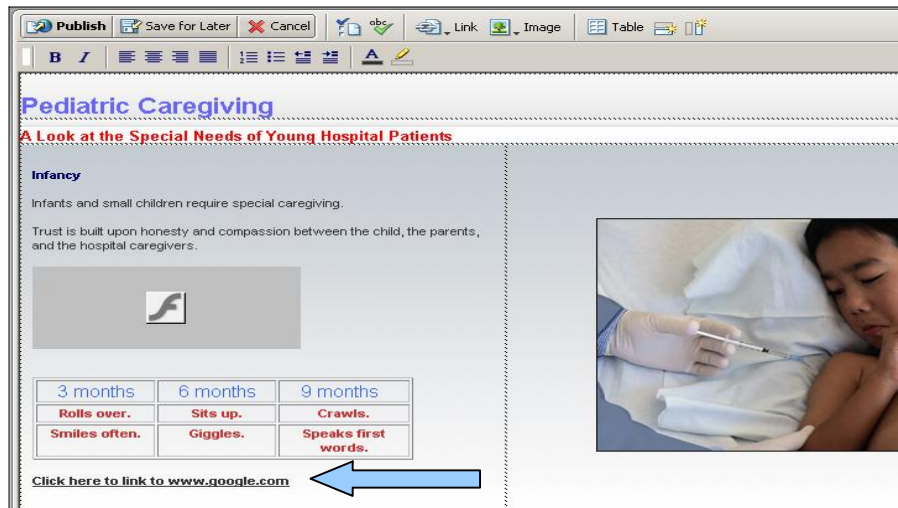 Publish Save for Later Cancel abc Link Image Table
B I A
Pediatric Caregiving
A Look at the Special Needs of Young Hospital Patients
Infancy
Infants and small children require special caregiving.
Trust is built upon honesty and compassion between the child, the parents,
and the hospital caregivers.
3 months 6 months 9 months
Rolls over. Sits up. Crawls.
Smiles often. Giggles. Speaks first
words.
Click here to link to www.google.com